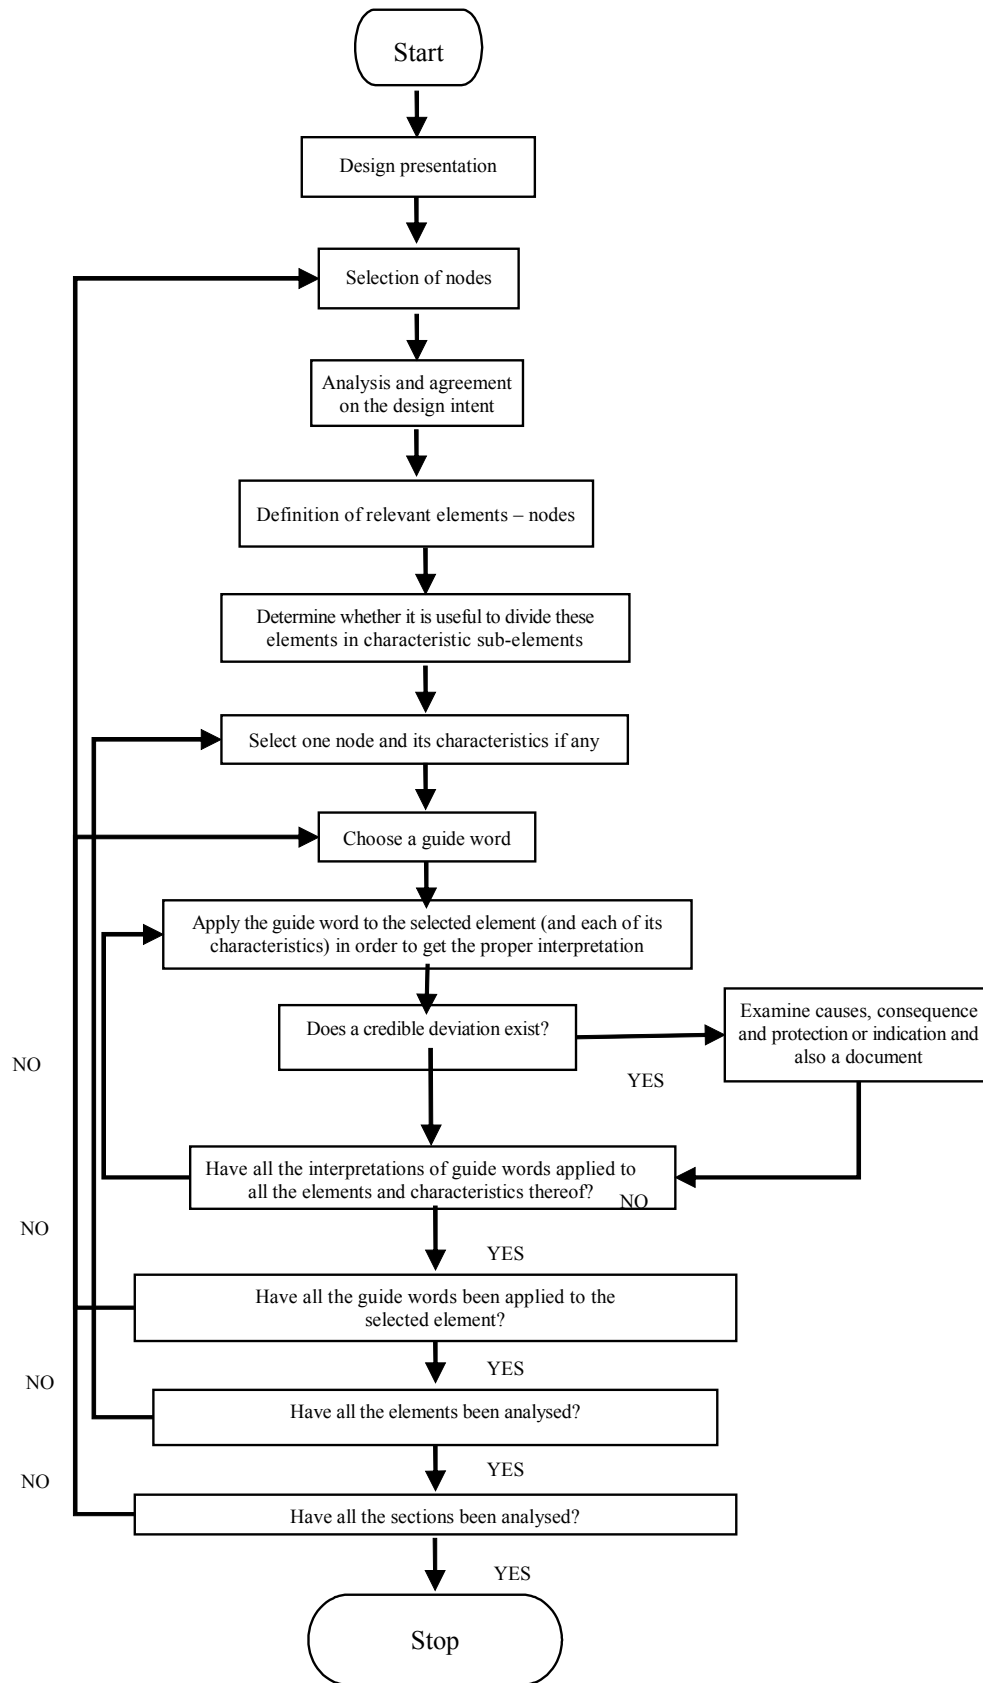 Start
Design presentation
Selection of nodes
Analysis and agreement
on the design intent
Definition of relevant elements – nodes
Determine whether it is useful to divide these
elements in characteristic sub-elements
Select one node and its characteristics if any
Choose a guide word
Apply the guide word to the selected element (and each of its
characteristics) in order to get the proper interpretation
Does a credible deviation exist?
Examine causes, consequence
and protection or indication and
also a document
NO
YES
Have all the interpretations of guide words applied to
all the elements and characteristics thereof?
NO
NO
YES
Have all the guide words been applied to the
selected element?
YES
NO
Have all the elements been analysed?
YES
NO
Have all the sections been analysed?
YES
Stop